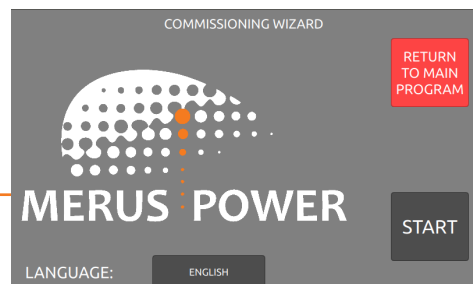 COMMISSIONING WIZARD
RETURN
TO MAIN
PROGRAM
MERUS POWER
START
LANGUAGE:
ENGLISH